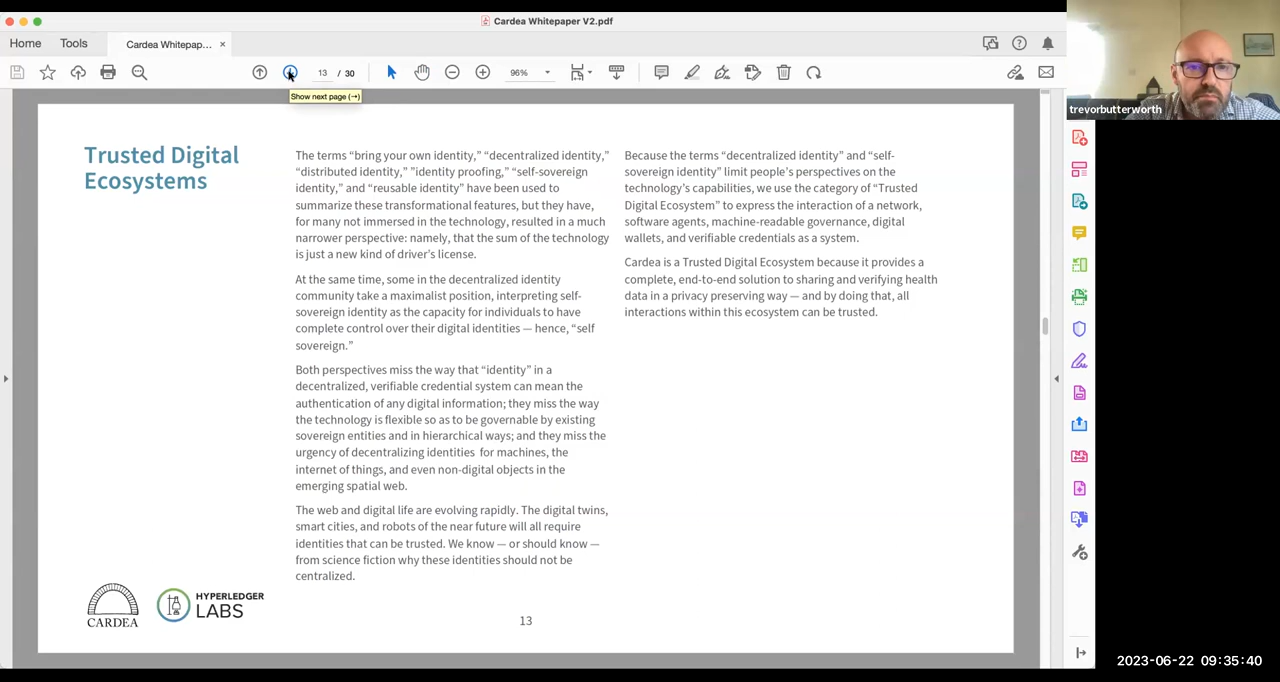 Cardea Whitepaper V2.pdf
Home
Tools
Cardea Whitepap... ×
13 / 30
96%
Show next page (→)
trevorbutterworth
Trusted Digital
Ecosystems
The terms “bring your own identity,” “decentralized identity,”
“distributed identity,” ”identity proofing,” “self-sovereign
identity,” and “reusable identity” have been used to
summarize these transformational features, but they have,
for many not immersed in the technology, resulted in a much
narrower perspective: namely, that the sum of the technology
is just a new kind of driver’s license.
At the same time, some in the decentralized identity
community take a maximalist position, interpreting self-
sovereign identity as the capacity for individuals to have
complete control over their digital identities — hence, “self
sovereign.”
Both perspectives miss the way that “identity” in a
decentralized, verifiable credential system can mean the
authentication of any digital information; they miss the way
the technology is flexible so as to be governable by existing
sovereign entities and in hierarchical ways; and they miss the
urgency of decentralizing identities for machines, the
internet of things, and even non-digital objects in the
emerging spatial web.
The web and digital life are evolving rapidly. The digital twins,
smart cities, and robots of the near future will all require
identities that can be trusted. We know — or should know —
from science fiction why these identities should not be
centralized.
Because the terms “decentralized identity” and “self-
sovereign identity” limit people’s perspectives on the
technology’s capabilities, we use the category of “Trusted
Digital Ecosystem” to express the interaction of a network,
software agents, machine-readable governance, digital
wallets, and verifiable credentials as a system.
Cardea is a Trusted Digital Ecosystem because it provides a
complete, end-to-end solution to sharing and verifying health
data in a privacy preserving way — and by doing that, all
interactions within this ecosystem can be trusted.
CARDEA
HYPERLEDGER
LABS
13
2023-06-22 09:35:40